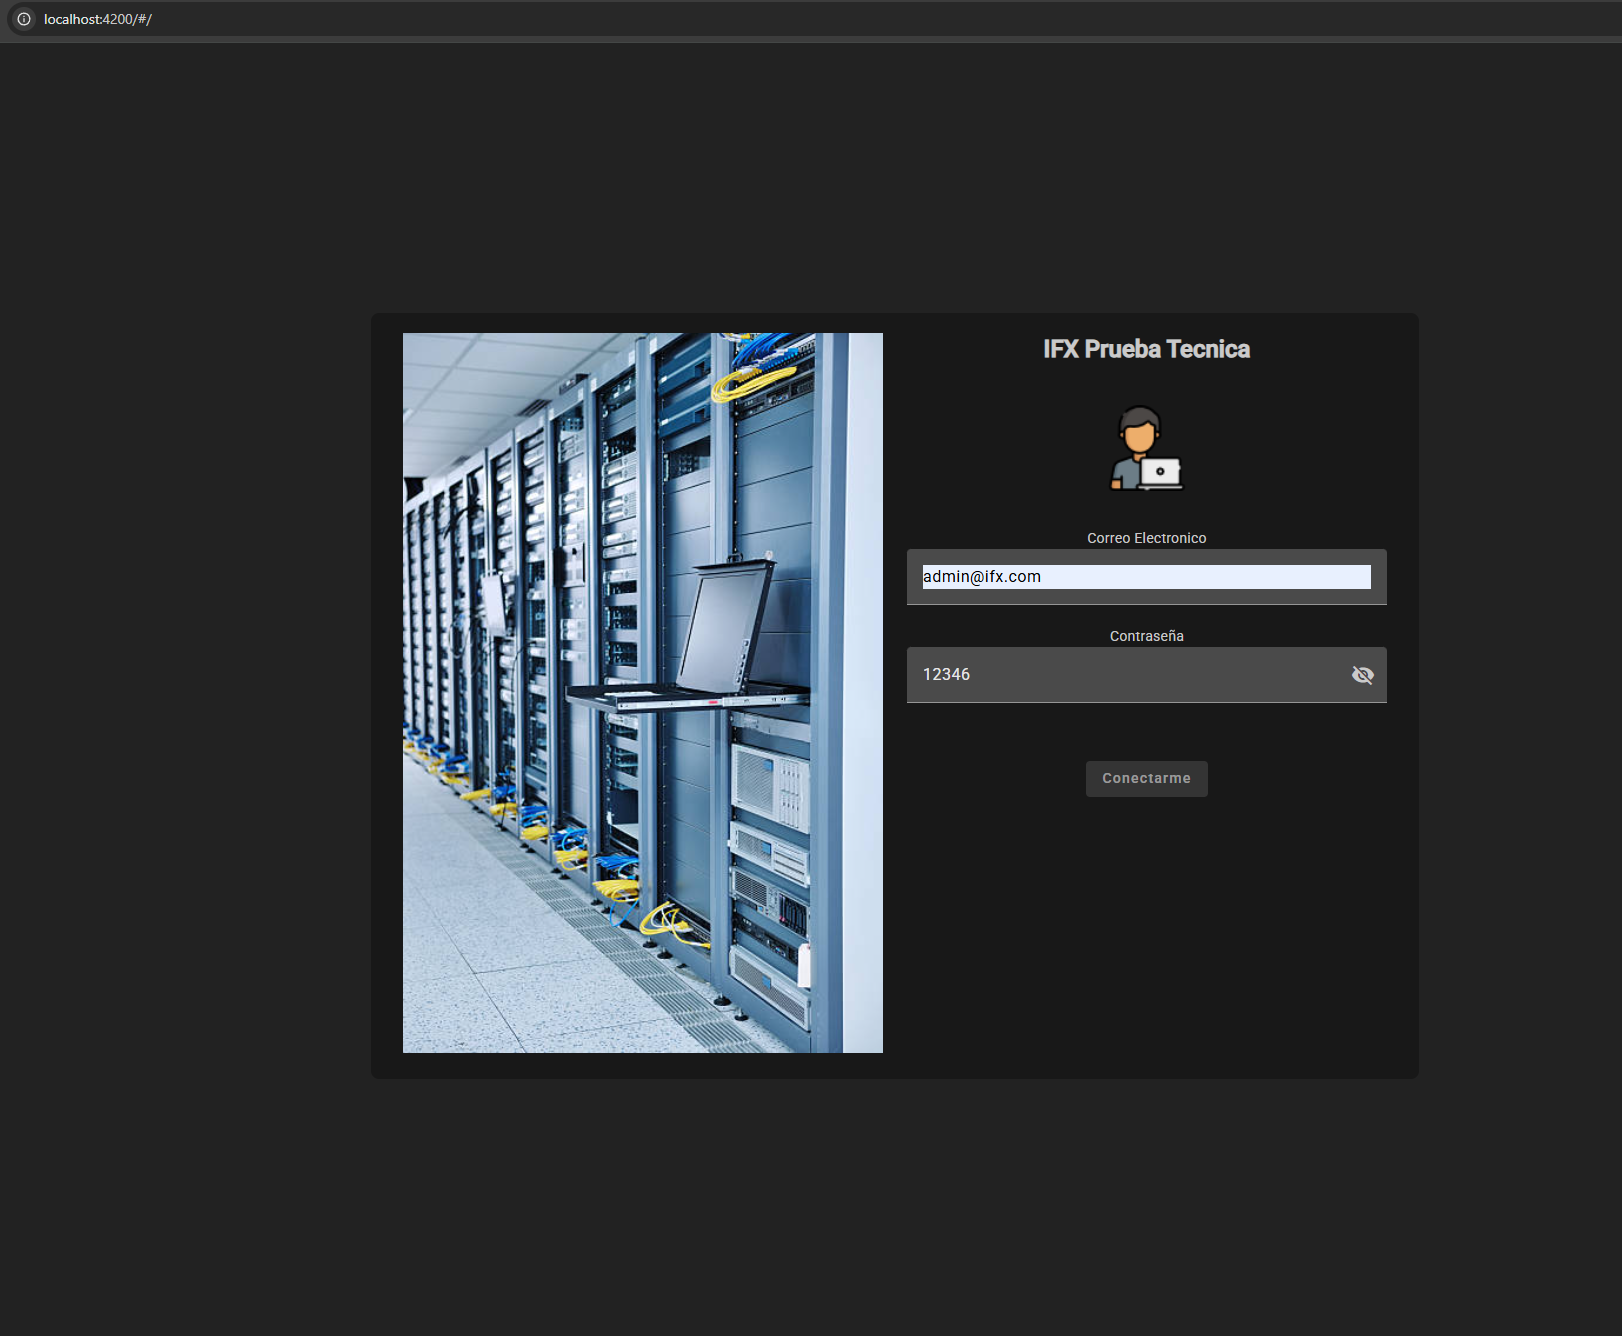 localhost:4200/#/
IFX Prueba Tecnica
Correo Electronico
admin@ifx.com
Contraseña
12346
Conectarme